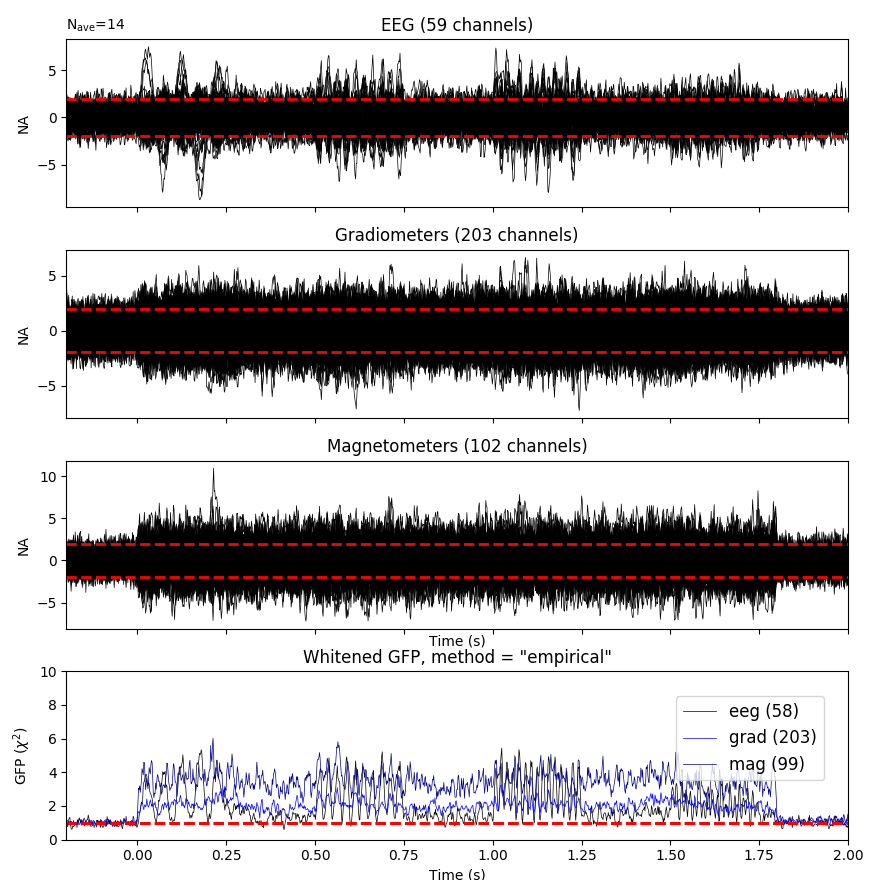 Nave=14
EEG (59 channels)
5
0
−5
NA
Gradiometers (203 channels)
5
0
−5
NA
Magnetometers (102 channels)
10
5
0
−5
NA
Time (s)
Whitened GFP, method = "empirical"
10
8
6
4
2
0
GFP (χ²)
eeg (58)
grad (203)
mag (99)
0.00 0.25 0.50 0.75 1.00 1.25 1.50 1.75 2.00
Time (s)